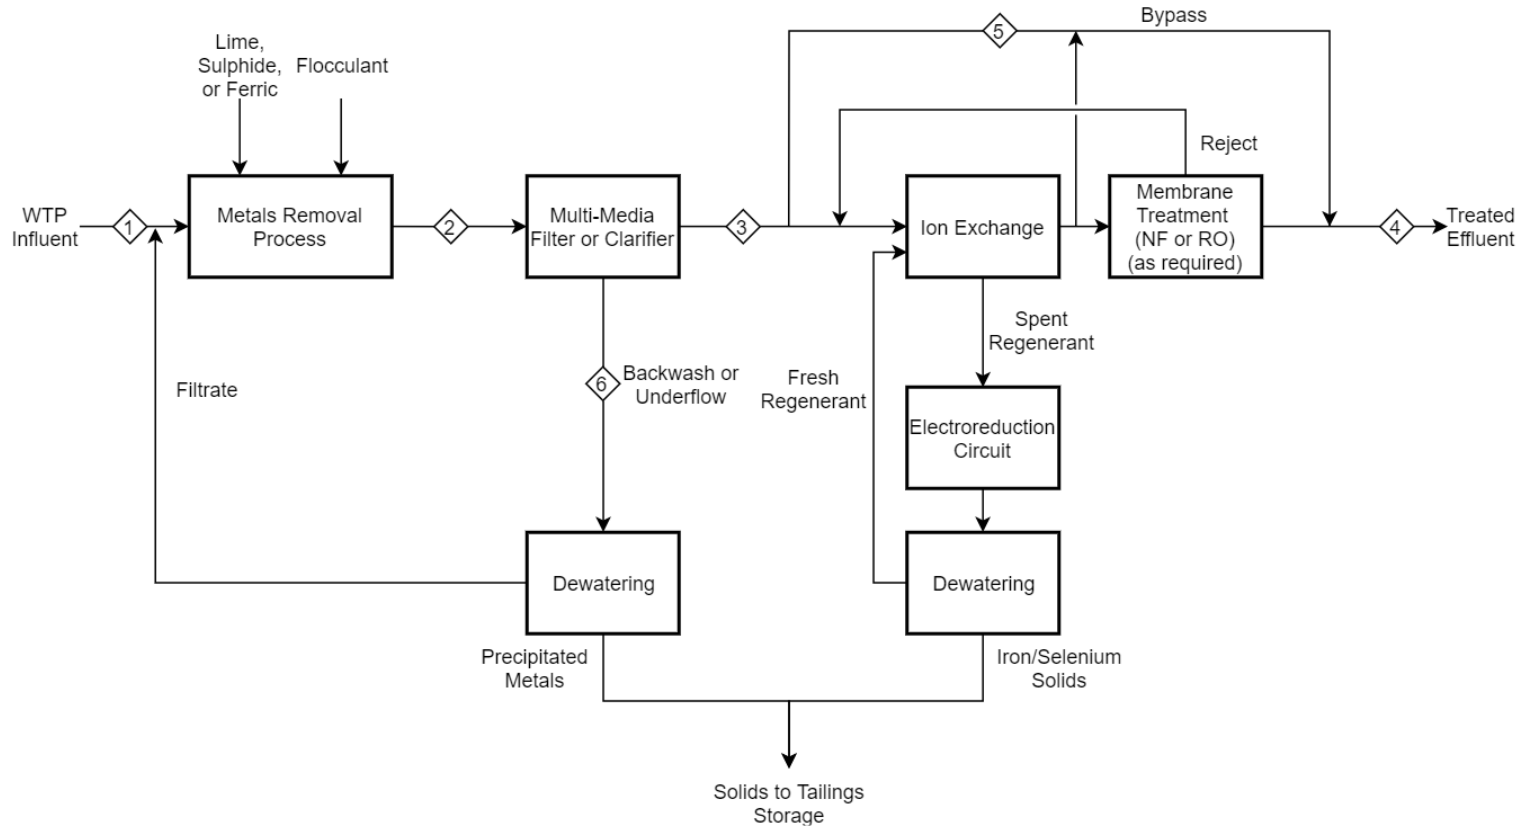 Bypass
5
Lime,
Sulphide,
or Ferric
Flocculant
Reject
WTP
Influent
1
Metals Removal
Process
2
Multi-Media
Filter or Clarifier
3
Ion Exchange
Membrane
Treatment
(NF or RO)
(as required)
4
Treated
Effluent
Spent
Regenerant
Filtrate
6
Backwash or
Underflow
Fresh
Regenerant
Electroreduction
Circuit
Dewatering
Dewatering
Precipitated
Metals
Iron/Selenium
Solids
Solids to Tailings
Storage